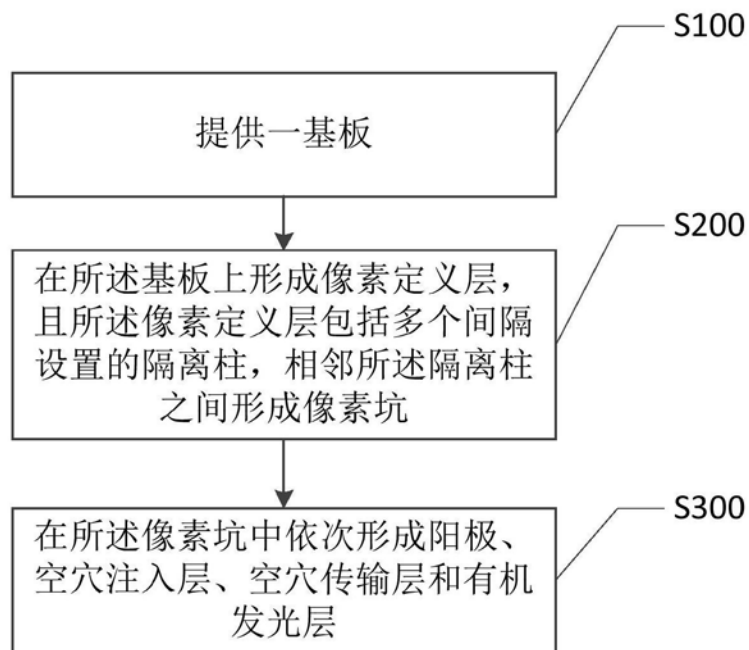 S100
提供一基板
S200
在所述基板上形成像素定义层，
且所述像素定义层包括多个间隔
设置的隔离柱，相邻所述隔离柱
之间形成像素坑
S300
在所述像素坑中依次形成阳极、
空穴注入层、空穴传输层和有机
发光层